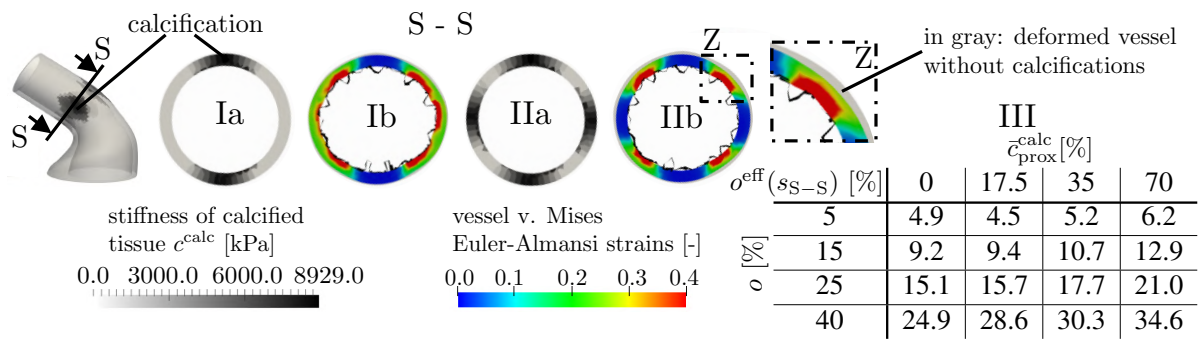 calcification
S - S
S
S
Ia
Ib
IIa
IIIb
Z
Z
in gray: deformed vessel
without calcifications
stiffness of calcified
tissue c^calc [kPa]
0.0 3000.0 6000.0 8929.0
vessel v. Mises
Euler-Almansi strains [-]
0.0 0.1 0.2 0.3 0.4
III
c̄^calc_prox [%]
o^eff(s_S−S) [%] 0 17.5 35 70
o [%]
5 4.9 4.5 5.2 6.2
15 9.2 9.4 10.7 12.9
25 15.1 15.7 17.7 21.0
40 24.9 28.6 30.3 34.6